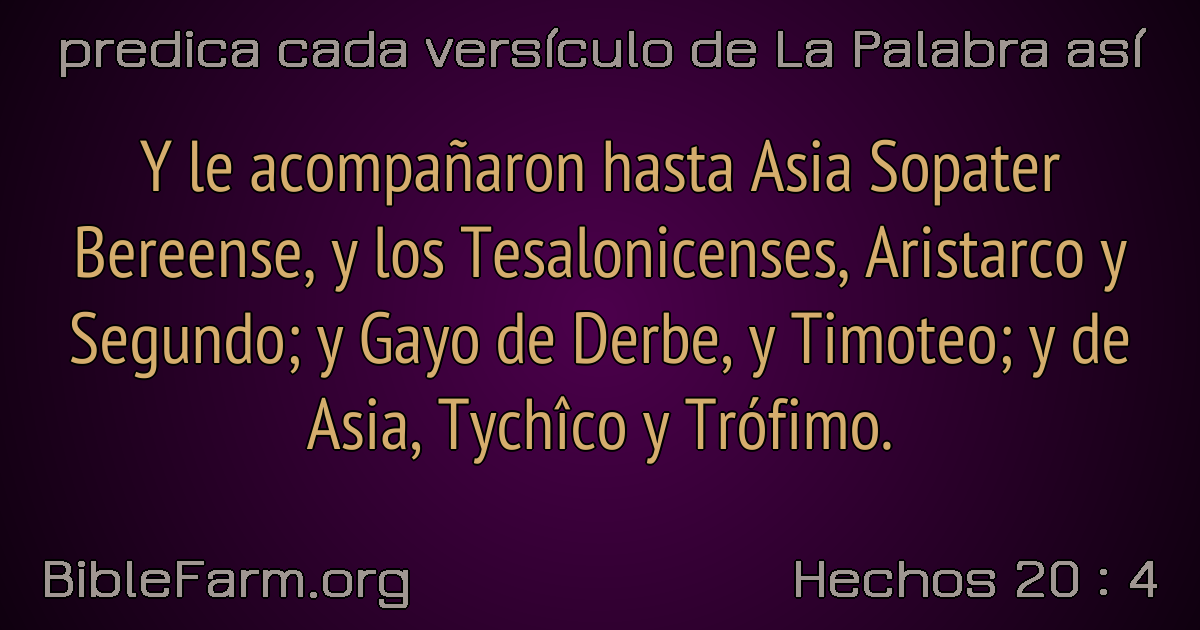 predica cada versículo de La Palabra así
Y le acompañaron hasta Asia Sopater
Bereense, y los Tesalonicenses, Aristarco y
Segundo; y Gayo de Derbe, y Timoteo; y de
Asia, Tychîco y Trófimo.
BibleFarm.org
Hechos 20 : 4